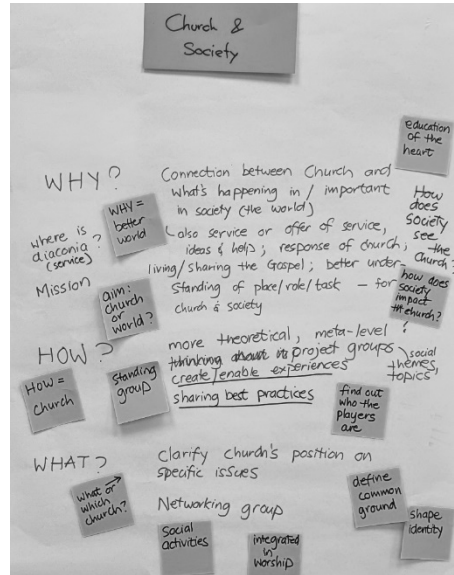 Church &
Society
education
of the
heart
WHY?
Connection between Church and
what's happening in / important
in society (the world)
also service or offer of service,
ideas & help; response of church;
living/sharing the Gospel; better under-
standing of place/role/task – for
church & society
How
does
society
see
the
Church?
WHY =
better
world
where is
diaconia?
(service)
Mission
aim:
church
or
world?
how does
society
impact
the church?
HOW?
more theoretical, meta-level
thinking
project groups
social
themes,
topics
create/enable experiences
sharing best practices
HOW =
church
standing
group
find out
who the
players
are
WHAT?
Clarify church's position on
specific issues
what or
which
church?
Networking group
define
common
ground
shape
identity
Social
activities
integrated
in
worship